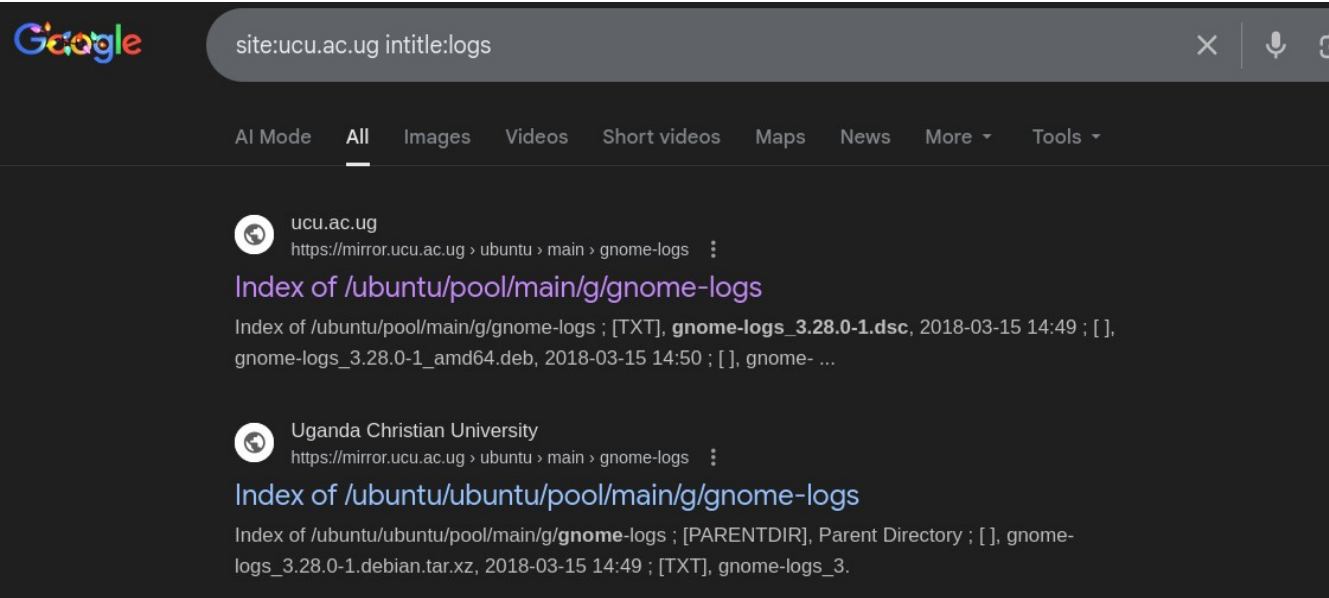 Google
site:ucu.ac.ug intitle:logs
AI Mode All Images Videos Short videos Maps News More Tools
ucu.ac.ug
https://mirror.ucu.ac.ug › ubuntu › main › gnome-logs
Index of /ubuntu/pool/main/g/gnome-logs
Index of /ubuntu/pool/main/g/gnome-logs ; [TXT], gnome-logs_3.28.0-1.dsc, 2018-03-15 14:49 ; [ ],
gnome-logs_3.28.0-1_amd64.deb, 2018-03-15 14:50 ; [ ], gnome- ...
Uganda Christian University
https://mirror.ucu.ac.ug › ubuntu › main › gnome-logs
Index of /ubuntu/ubuntu/pool/main/g/gnome-logs
Index of /ubuntu/ubuntu/pool/main/g/gnome-logs ; [PARENTDIR], Parent Directory ; [ ], gnome-
logs_3.28.0-1.debian.tar.xz, 2018-03-15 14:49 ; [TXT], gnome-logs_3.